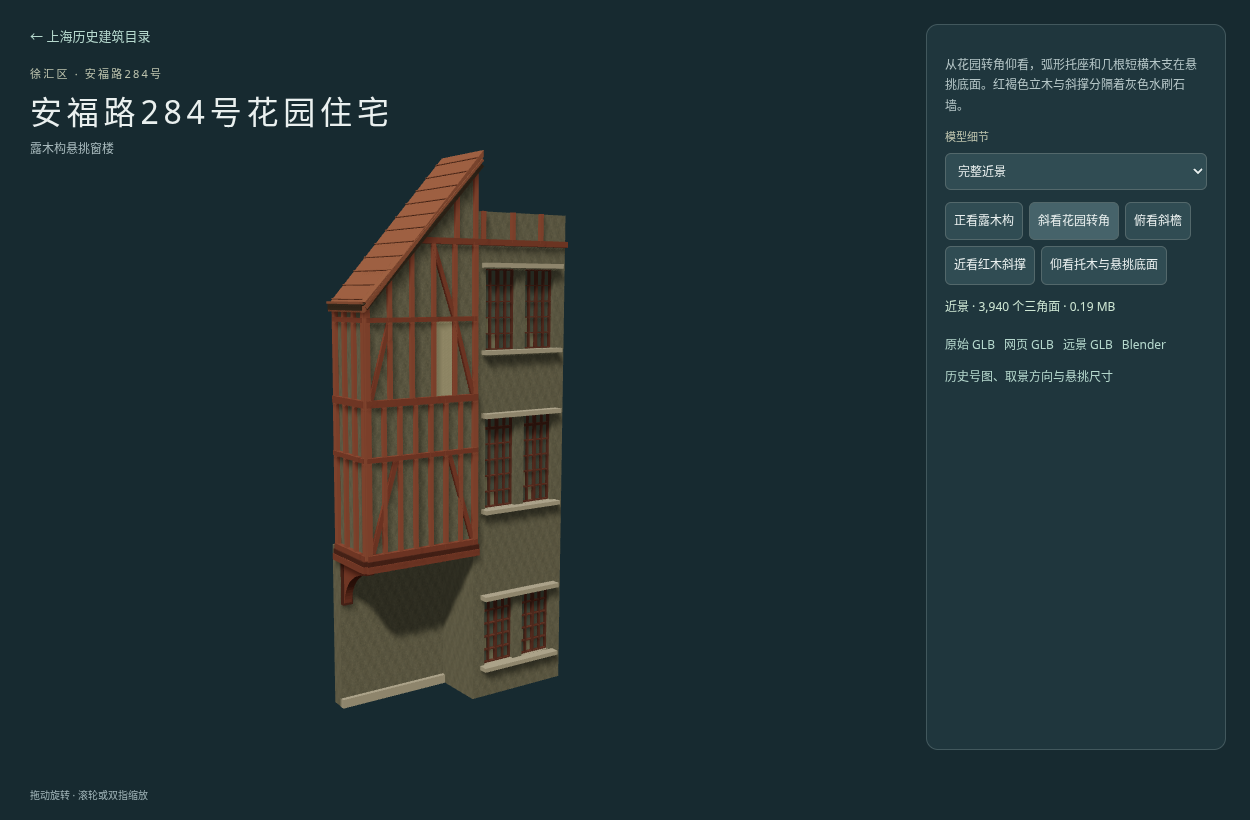 ← 上海历史建筑目录
徐汇区 · 安福路284号
安福路284号花园住宅
露木构悬挑窗楼
从花园转角仰看，弧形托座和几根短横木支在悬
挑底面。红褐色立木与斜撑分隔着灰色水刷石
墙。
模型细节
完整近景
正看露木构
斜看花园转角
俯看斜檐
近看红木斜撑
仰看托木与悬挑底面
近景 · 3,940 个三角面 · 0.19 MB
原始 GLB 网页 GLB 远景 GLB Blender
历史号图、取景方向与悬挑尺寸
拖动旋转 · 滚轮或双指缩放